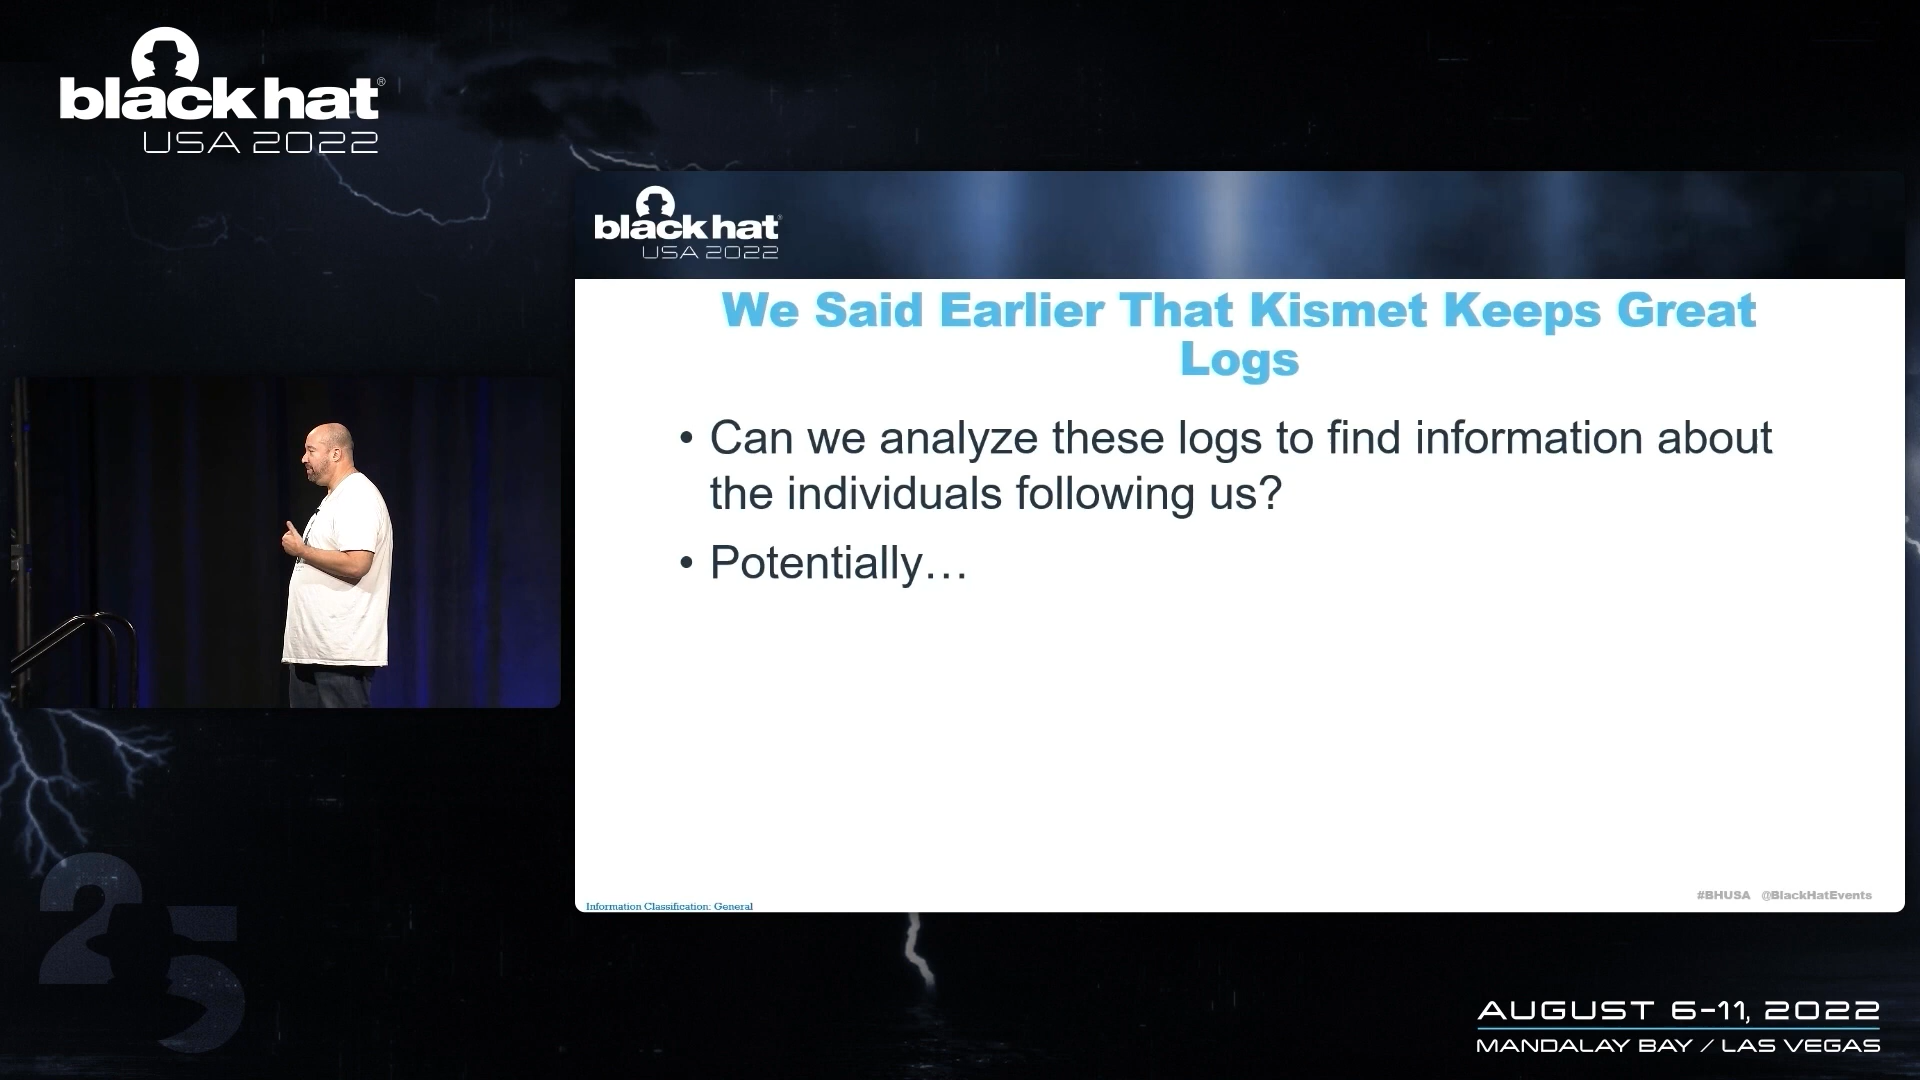 black hat®
USA 2022
black hat
USA 2022
We Said Earlier That Kismet Keeps Great
Logs
• Can we analyze these logs to find information about
the individuals following us?
• Potentially…
#BHUSA @BlackHatEvents
Information Classification: General
25
AUGUST 6-11, 2022
MANDALAY BAY / LAS VEGAS